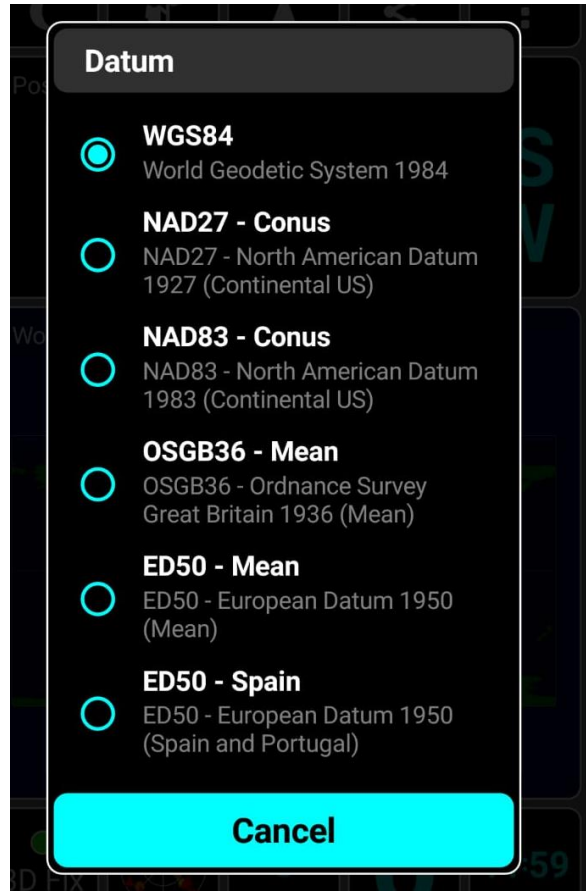 Datum
WGS84
World Geodetic System 1984
NAD27 - Conus
NAD27 - North American Datum
1927 (Continental US)
NAD83 - Conus
NAD83 - North American Datum
1983 (Continental US)
OSGB36 - Mean
OSGB36 - Ordnance Survey
Great Britain 1936 (Mean)
ED50 - Mean
ED50 - European Datum 1950
(Mean)
ED50 - Spain
ED50 - European Datum 1950
(Spain and Portugal)
Cancel